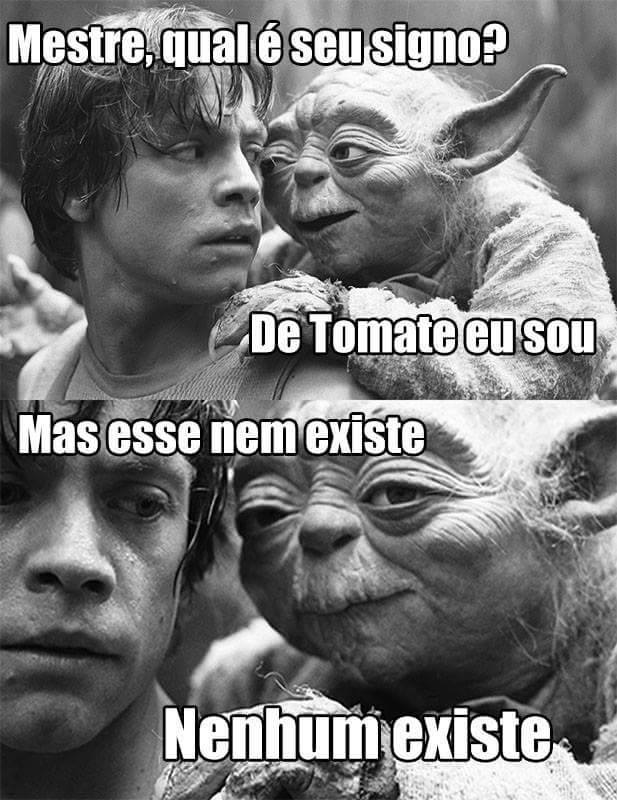 Mestre, qual é seu signo?
De Tomate eu sou
Mas esse nem existe
Nenhum existe